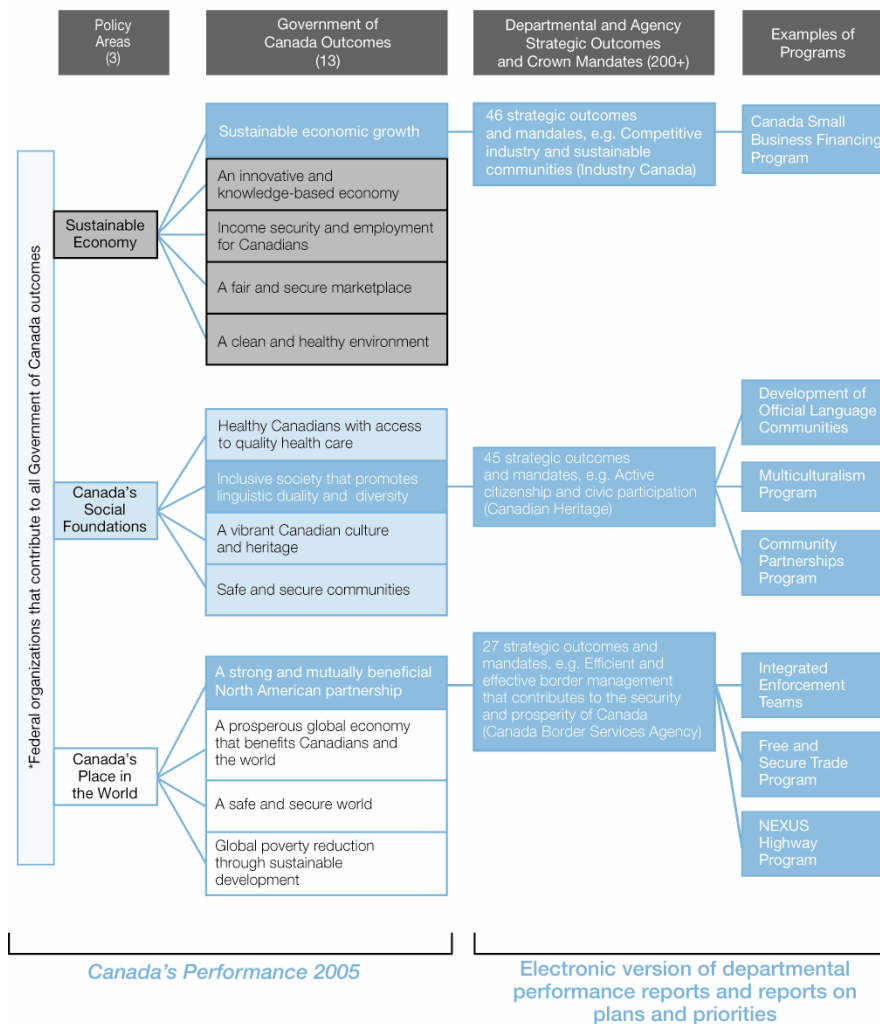 Policy
Areas
(3)
Government of
Canada Outcomes
(13)
Departmental and Agency
Strategic Outcomes
and Crown Mandates (200+)
Examples of
Programs
*Federal organizations that contribute to all Government of Canada outcomes
Sustainable
Economy
Sustainable economic growth
An innovative and
knowledge-based economy
Income security and employment
for Canadians
A fair and secure marketplace
A clean and healthy environment
46 strategic outcomes
and mandates, e.g. Competitive
industry and sustainable
communities (Industry Canada)
Canada Small
Business Financing
Program
Canada's
Social
Foundations
Healthy Canadians with access
to quality health care
Inclusive society that promotes
linguistic duality and diversity
A vibrant Canadian culture
and heritage
Safe and secure communities
45 strategic outcomes
and mandates, e.g. Active
citizenship and civic participation
(Canadian Heritage)
Development of
Official Language
Communities
Multiculturalism
Program
Community
Partnerships
Program
Canada's
Place in
the World
A strong and mutually beneficial
North American partnership
A prosperous global economy
that benefits Canadians and
the world
A safe and secure world
Global poverty reduction
through sustainable
development
27 strategic outcomes and
mandates, e.g. Efficient and
effective border management
that contributes to the security
and prosperity of Canada
(Canada Border Services Agency)
Integrated
Enforcement
Teams
Free and
Secure Trade
Program
NEXUS
Highway
Program
Canada's Performance 2005
Electronic version of departmental
performance reports and reports on
plans and priorities